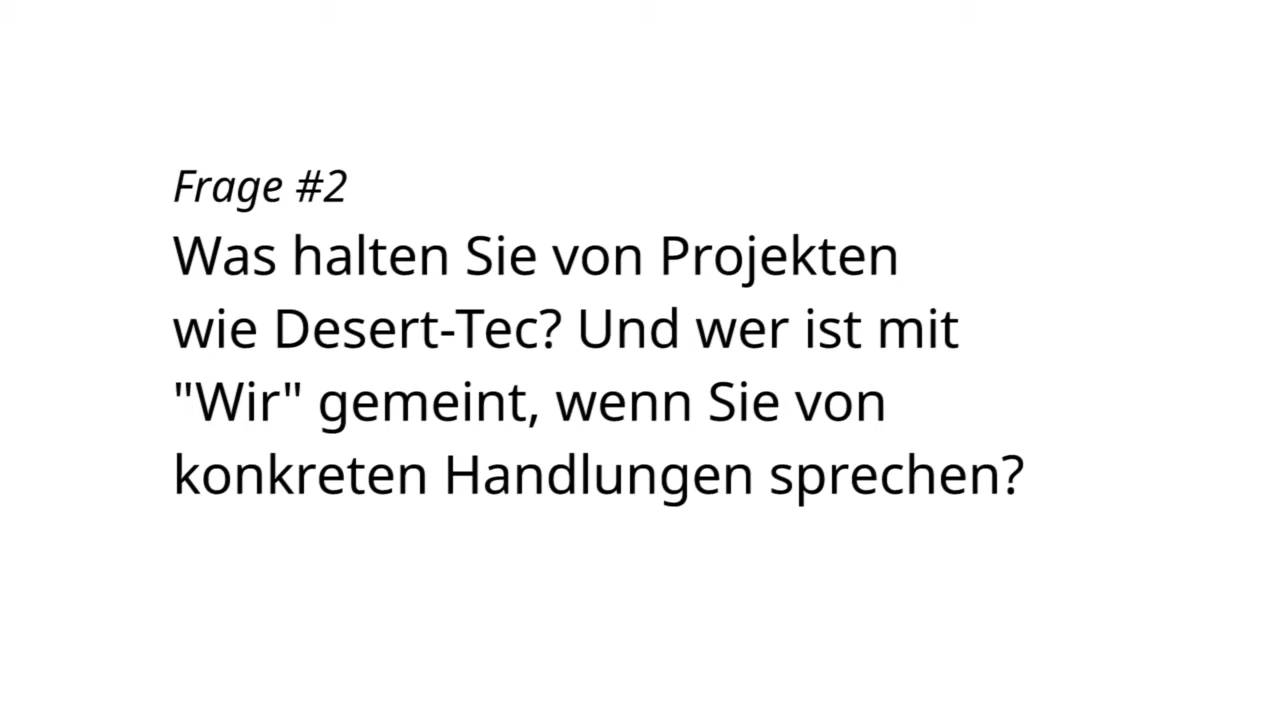 Frage #2
Was halten Sie von Projekten
wie Desert-Tec? Und wer ist mit
"Wir" gemeint, wenn Sie von
konkreten Handlungen sprechen?